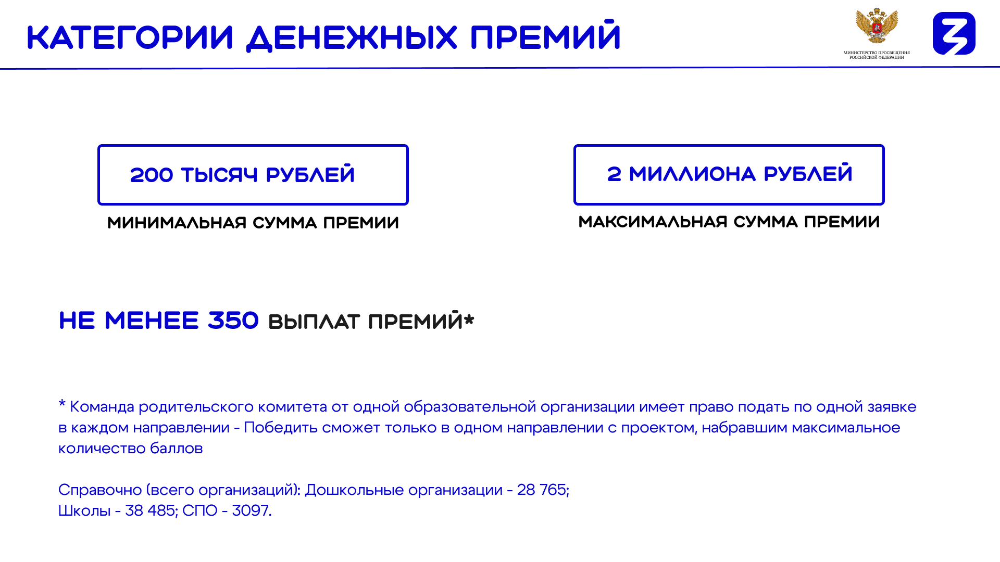 КАТЕГОРИИ ДЕНЕЖНЫХ ПРЕМИЙ
МИНИСТЕРСТВО ПРОСВЕЩЕНИЯ
РОССИЙСКОЙ ФЕДЕРАЦИИ
200 ТЫСЯЧ РУБЛЕЙ
МИНИМАЛЬНАЯ СУММА ПРЕМИИ
2 МИЛЛИОНА РУБЛЕЙ
МАКСИМАЛЬНАЯ СУММА ПРЕМИИ
НЕ МЕНЕЕ 350 ВЫПЛАТ ПРЕМИЙ*
* Команда родительского комитета от одной образовательной организации имеет право подать по одной заявке
в каждом направлении - Победить сможет только в одном направлении с проектом, набравшим максимальное
количество баллов
Справочно (всего организаций): Дошкольные организации - 28 765;
Школы - 38 485; СПО - 3097.